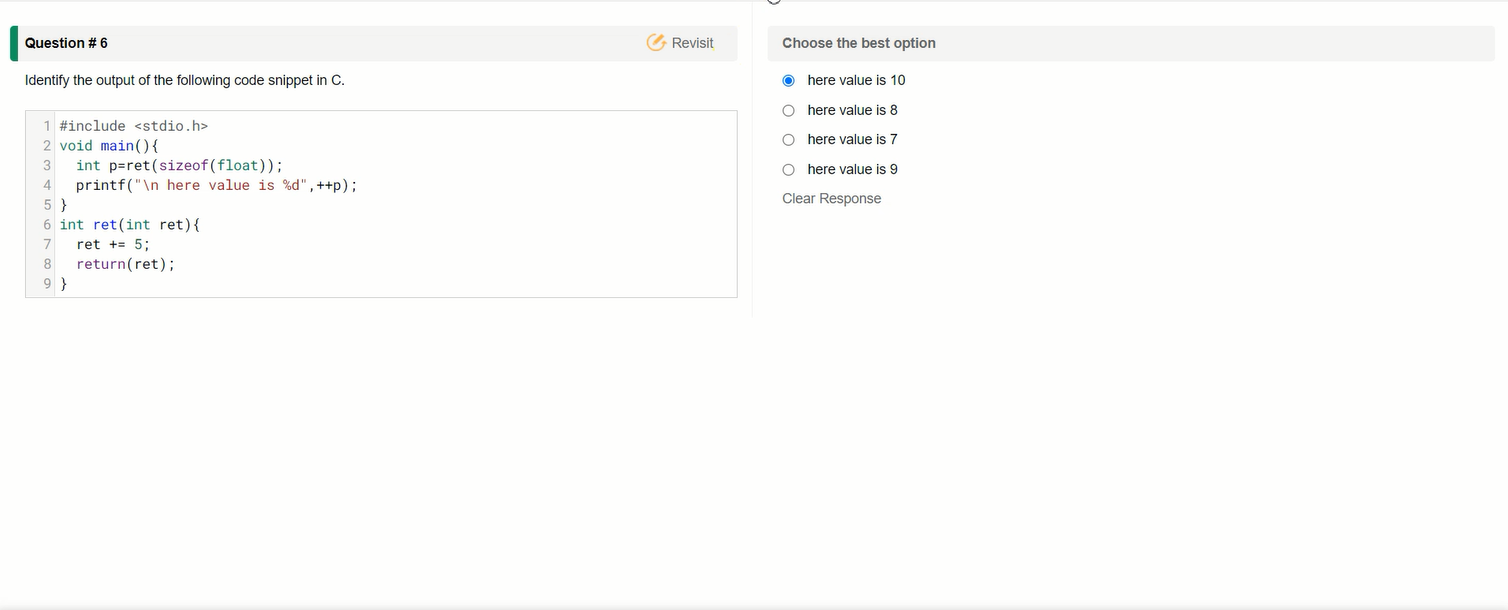 Question # 6
Revisit
Identify the output of the following code snippet in C.
1 #include <stdio.h>
2 void main(){
3   int p=ret(sizeof(float));
4   printf("\n here value is %d",++p);
5 }
6 int ret(int ret){
7   ret += 5;
8   return(ret);
9 }
Choose the best option
here value is 10
here value is 8
here value is 7
here value is 9
Clear Response